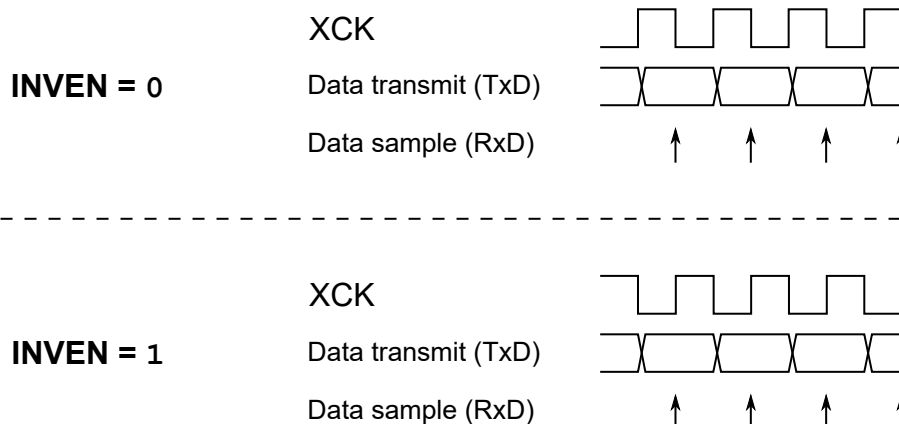 XCK
INVEN = 0
Data transmit (TxD)
Data sample (RxD)
XCK
INVEN = 1
Data transmit (TxD)
Data sample (RxD)